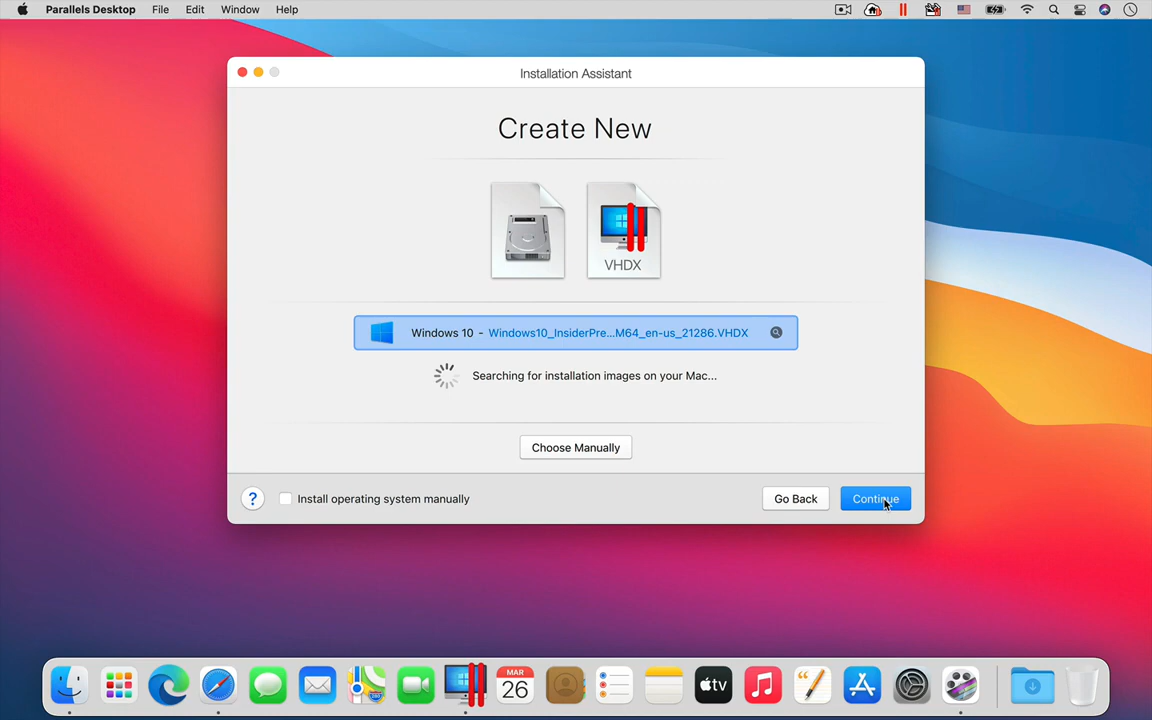 Parallels Desktop File Edit Window Help
Installation Assistant
Create New
VHDX
Windows 10 - Windows10_InsiderPre...M64_en-us_21286.VHDX
Searching for installation images on your Mac...
Choose Manually
? Install operating system manually Go Back Continue
MAR
26
tv